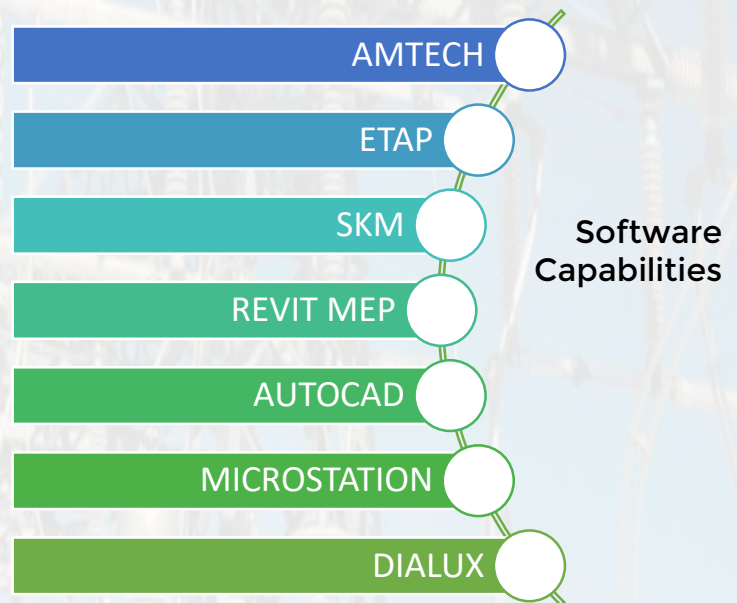 AMTECH
ETAP
SKM
Software
Capabilities
REVIT MEP
AUTOCAD
MICROSTATION
DIALUX